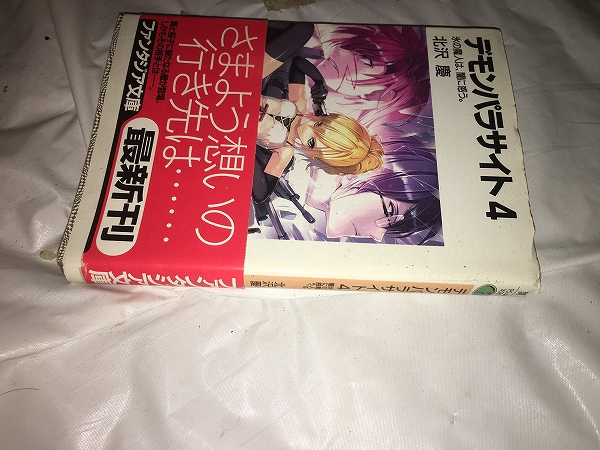 デモンパラサイト4
氷の魔人は、闇に惑う。
北沢 慶
さまよう想いの
行き先は……
ファンタジア文庫
最新刊
ファンタジア文庫
デモンパラサイト4
北沢 慶